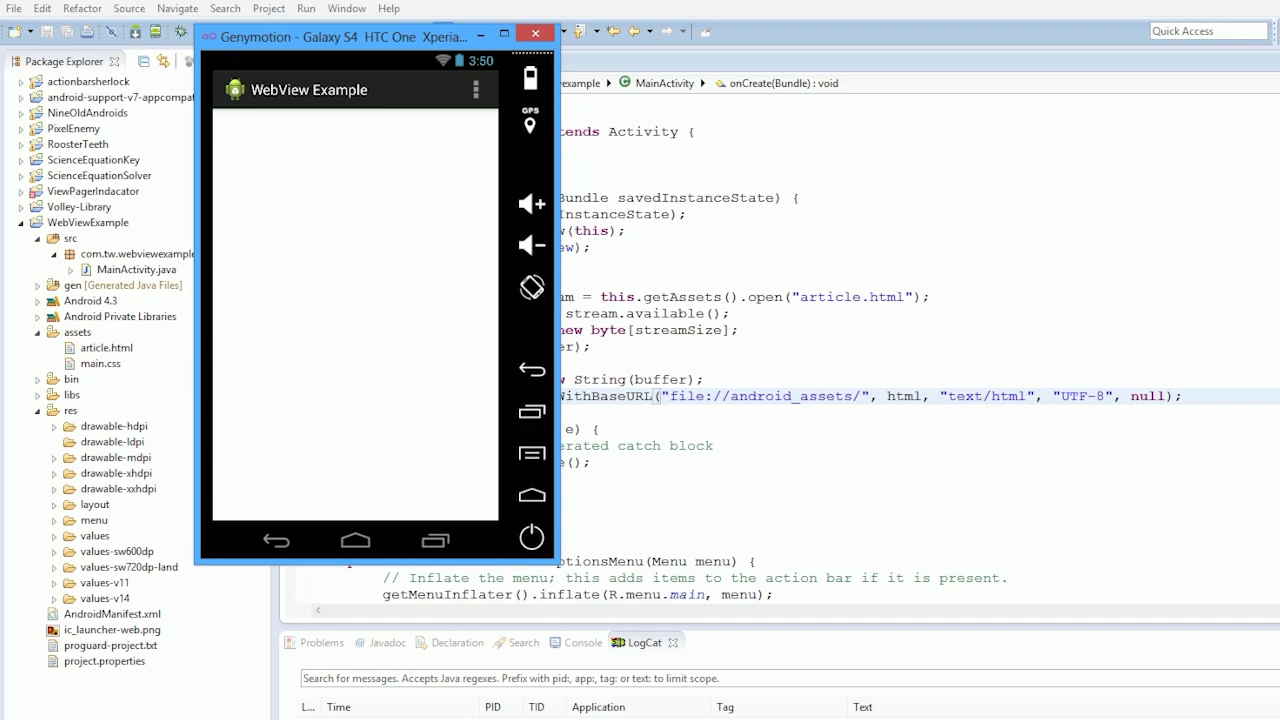 File Edit Refactor Source Navigate Search Project Run Window Help
Genymotion - Galaxy S4 HTC One Xperia...
Quick Access
Package Explorer
3:50
WebView Example
GPS
example MainActivity onCreate(Bundle) : void
actionbarsherlock
android-support-v7-appcompat
NineOldAndroids
PixelEnemy
RoosterTeeth
ScienceEquationKey
ScienceEquationSolver
ViewPagerIndacator
Volley-Library
WebViewExample
src
com.tw.webviewexample
MainActivity.java
gen [Generated Java Files]
Android 4.3
Android Private Libraries
assets
article.html
main.css
bin
libs
res
drawable-hdpi
drawable-ldpi
drawable-mdpi
drawable-xhdpi
drawable-xxhdpi
layout
menu
values
values-sw600dp
values-sw720dp-land
values-v11
values-v14
AndroidManifest.xml
ic_launcher-web.png
proguard-project.txt
project.properties
tends Activity {
Bundle savedInstanceState) {
InstanceState);
w(this);
ew);
am = this.getAssets().open("article.html");
stream.available();
new byte[streamSize];
er);
w String(buffer);
WithBaseURL("file://android_assets/", html, "text/html", "UTF-8", null);
e) {
erated catch block
e();
ptionsMenu(Menu menu) {
// Inflate the menu; this adds items to the action bar if it is present.
getMenuInflater().inflate(R.menu.main, menu);
Problems Javadoc Declaration Search Console LogCat
Search for messages. Accepts Java regexes. Prefix with pid:, app:, tag: or text: to limit scope.
L... Time PID TID Application Tag Text